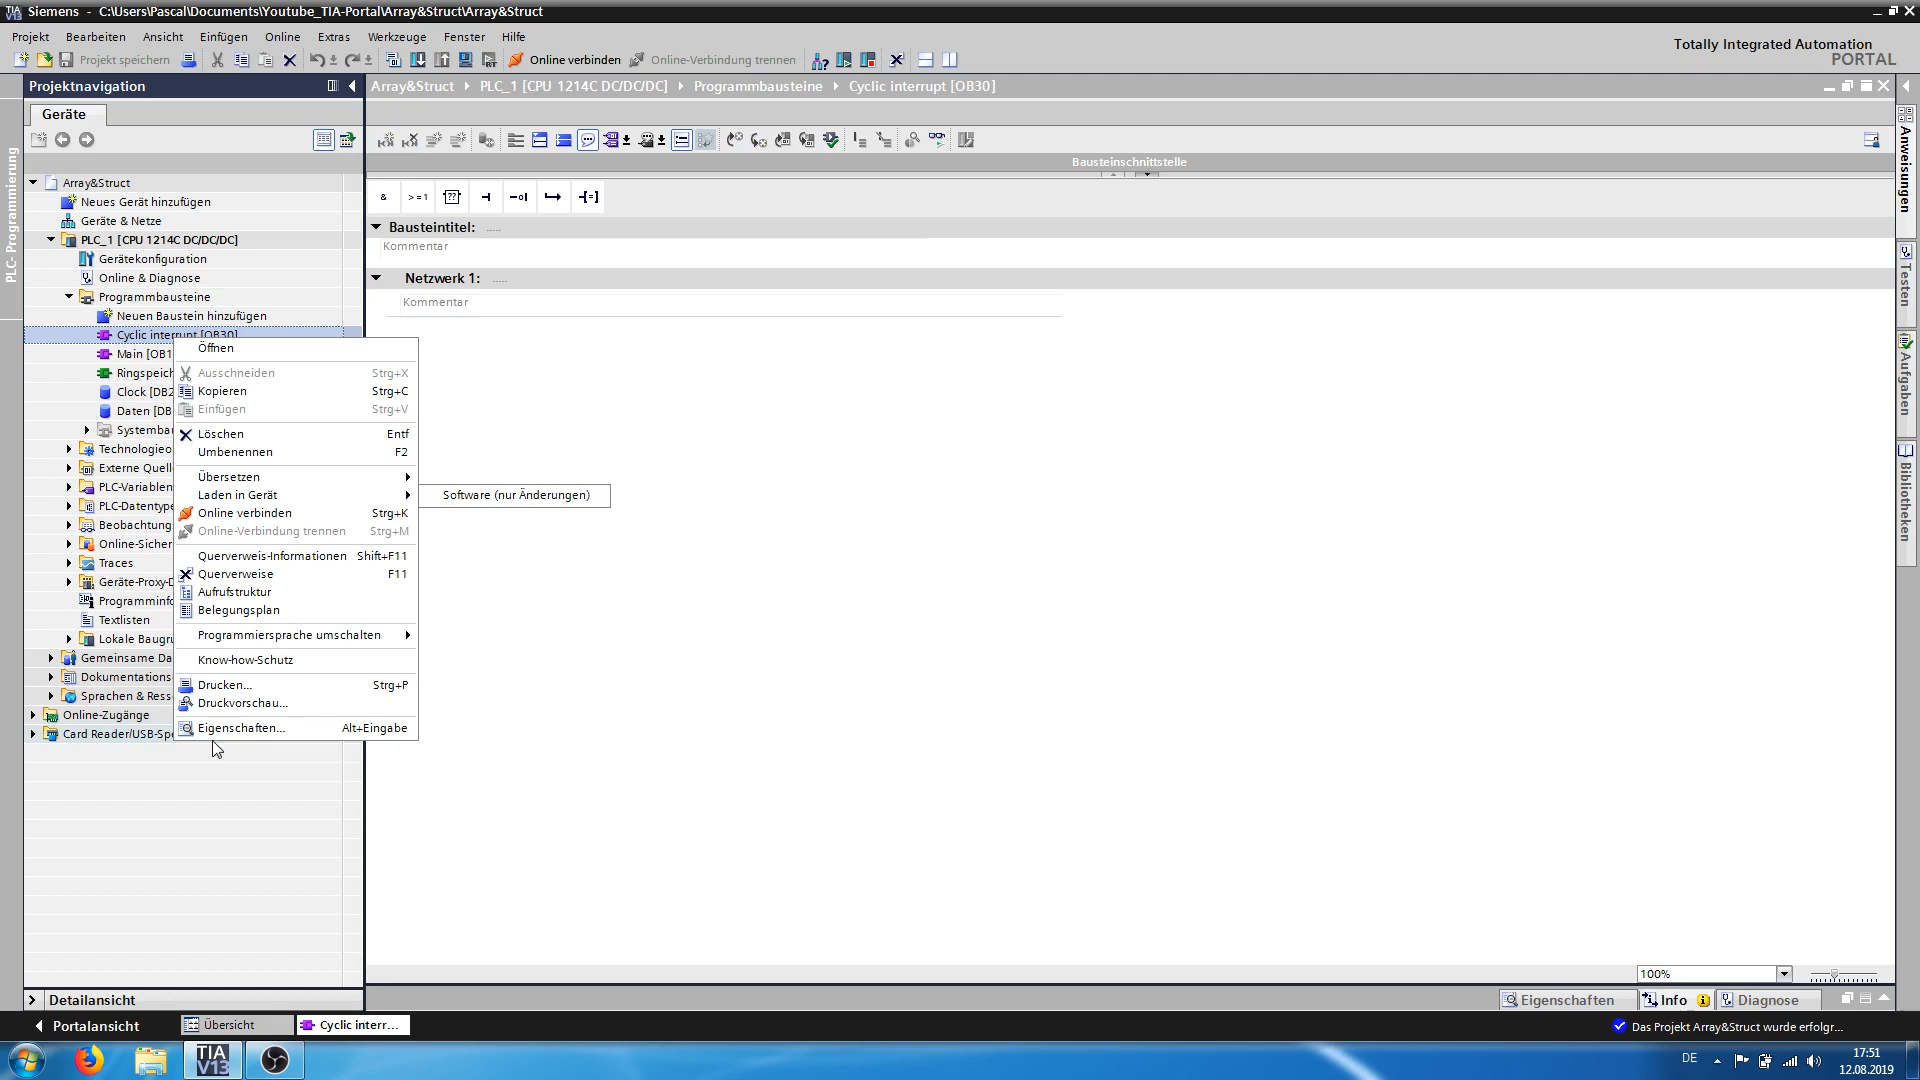 TIA V13 Siemens - C:\Users\Pascal\Documents\Youtube_TIA-Portal\Array&Struct\Array&Struct
Projekt Bearbeiten Ansicht Einfügen Online Extras Werkzeuge Fenster Hilfe
Totally Integrated Automation
PORTAL
Projekt speichern Online verbinden Online-Verbindung trennen
Projektnavigation
Array&Struct PLC_1 [CPU 1214C DC/DC/DC] Programmbausteine Cyclic interrupt [OB30]
Geräte
Bausteinschnittstelle
PLC-Programmierung
Array&Struct
Neues Gerät hinzufügen
Geräte & Netze
PLC_1 [CPU 1214C DC/DC/DC]
Gerätekonfiguration
Online & Diagnose
Programmbausteine
Neuen Baustein hinzufügen
Cyclic interrupt [OB30]
Main [OB1
Ringspeich
Clock [DB2
Daten [DB
Systemba
Technologieo
Externe Quell
PLC-Variablen
PLC-Datentype
Beobachtung
Online-Sicher
Traces
Geräte-Proxy-D
Programminfo
Textlisten
Lokale Baugru
Gemeinsame Da
Dokumentations
Sprachen & Ress
Online-Zugänge
Card Reader/USB-Spe
Öffnen
Ausschneiden Strg+X
Kopieren Strg+C
Einfügen Strg+V
Löschen Entf
Umbenennen F2
Übersetzen
Laden in Gerät
Online verbinden Strg+K
Online-Verbindung trennen Strg+M
Querverweis-Informationen Shift+F11
Querverweise F11
Aufrufstruktur
Belegungsplan
Programmiersprache umschalten
Know-how-Schutz
Drucken... Strg+P
Druckvorschau...
Eigenschaften... Alt+Eingabe
Software (nur Änderungen)
& >=1 ?? -| -o| -[=]
Bausteintitel: .....
Kommentar
Netzwerk 1: .....
Kommentar
Anweisungen
Testen
Aufgaben
Bibliotheken
100%
Detailansicht
Eigenschaften Info Diagnose
Portalansicht Übersicht Cyclic interr... Das Projekt Array&Struct wurde erfolgr...
TIA V13
DE
17:51
12.08.2019